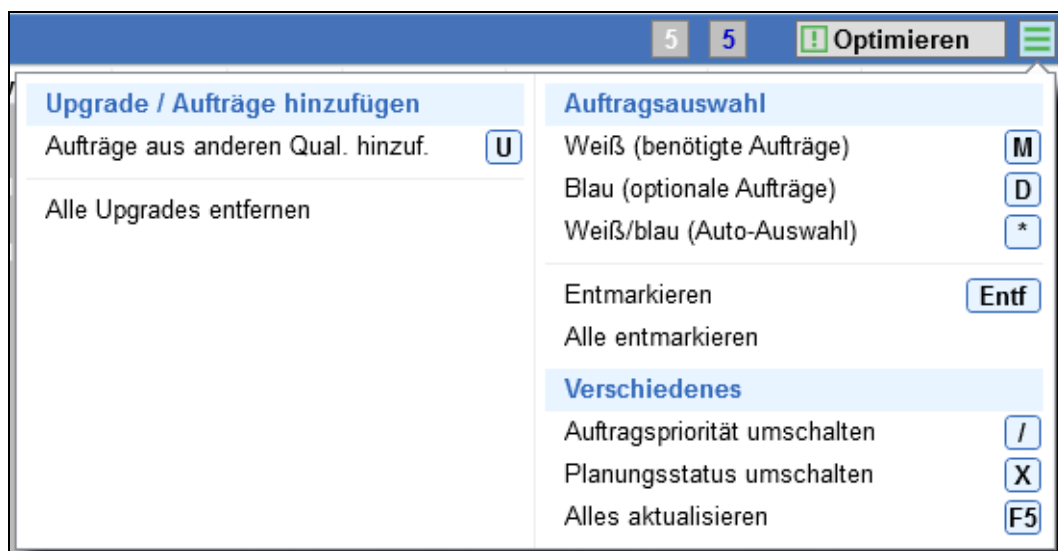 5 5 Optimieren
Upgrade / Aufträge hinzufügen
Aufträge aus anderen Qual. hinzuf. U
Alle Upgrades entfernen
Auftragsauswahl
Weiß (benötigte Aufträge) M
Blau (optionale Aufträge) D
Weiß/blau (Auto-Auswahl) *
Entmarkieren Entf
Alle entmarkieren
Verschiedenes
Auftragspriorität umschalten /
Planungsstatus umschalten X
Alles aktualisieren F5